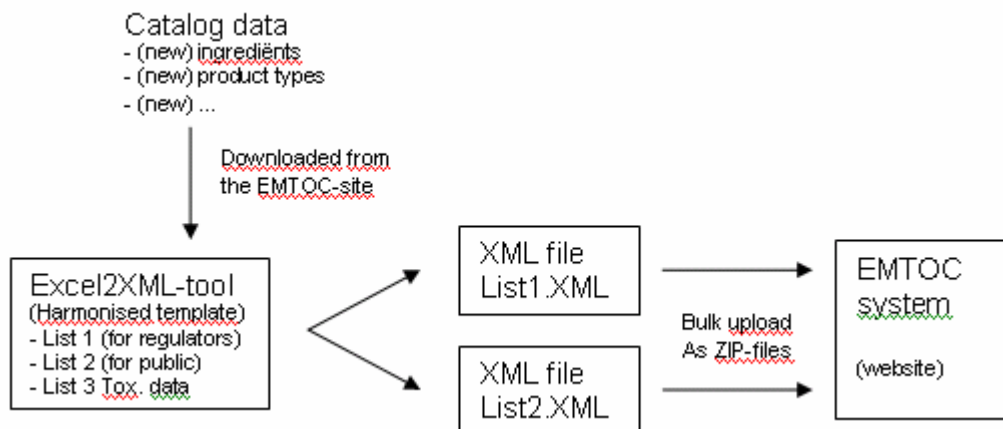 Catalog data
- (new) ingrediënts
- (new) product types
- (new) ...
Downloaded from
the EMTOC-site
Excel2XML-tool
(Harmonised template)
- List 1 (for regulators)
- List 2 (for public)
- List 3 Tox. data
XML file
List1.XML
XML file
List2.XML
Bulk upload
As ZIP-files
EMTOC
system
(website)